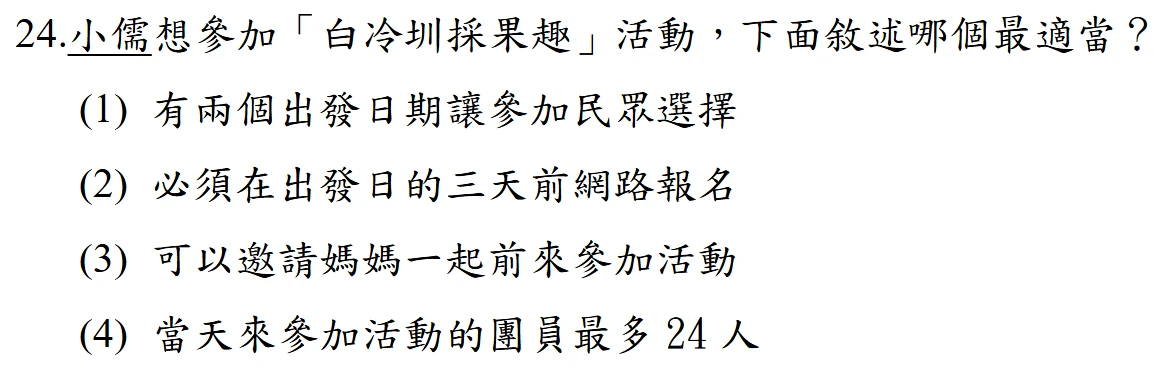 24.小儒想參加「白冷圳採果趣」活動，下面敘述哪個最適當？
(1) 有兩個出發日期讓參加民眾選擇
(2) 必須在出發日的三天前網路報名
(3) 可以邀請媽媽一起前來參加活動
(4) 當天來參加活動的團員最多 24 人